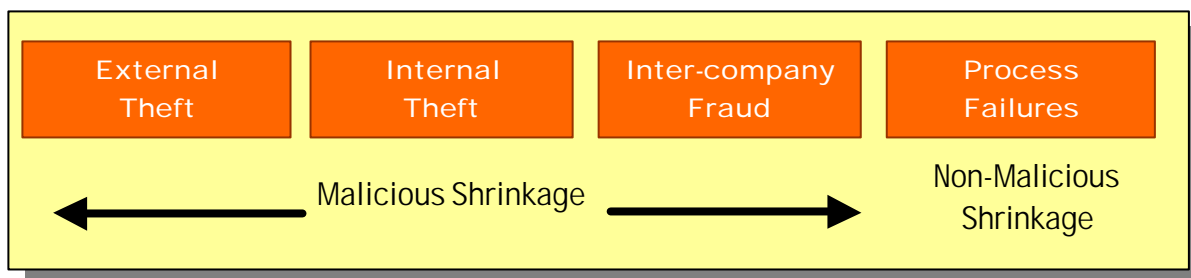 External
Theft
Internal
Theft
Inter-company
Fraud
Process
Failures
Malicious Shrinkage
Non-Malicious
Shrinkage